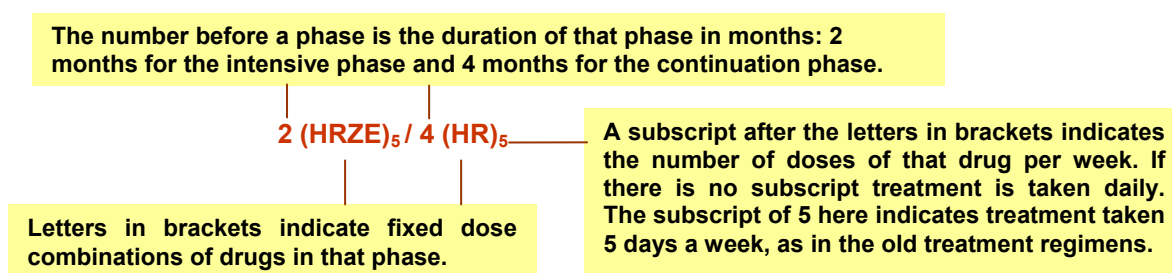 The number before a phase is the duration of that phase in months: 2
months for the intensive phase and 4 months for the continuation phase.
2 (HRZE)₅ / 4 (HR)₅
A subscript after the letters in brackets indicates
the number of doses of that drug per week. If
there is no subscript treatment is taken daily.
The subscript of 5 here indicates treatment taken
5 days a week, as in the old treatment regimens.
Letters in brackets indicate fixed dose
combinations of drugs in that phase.